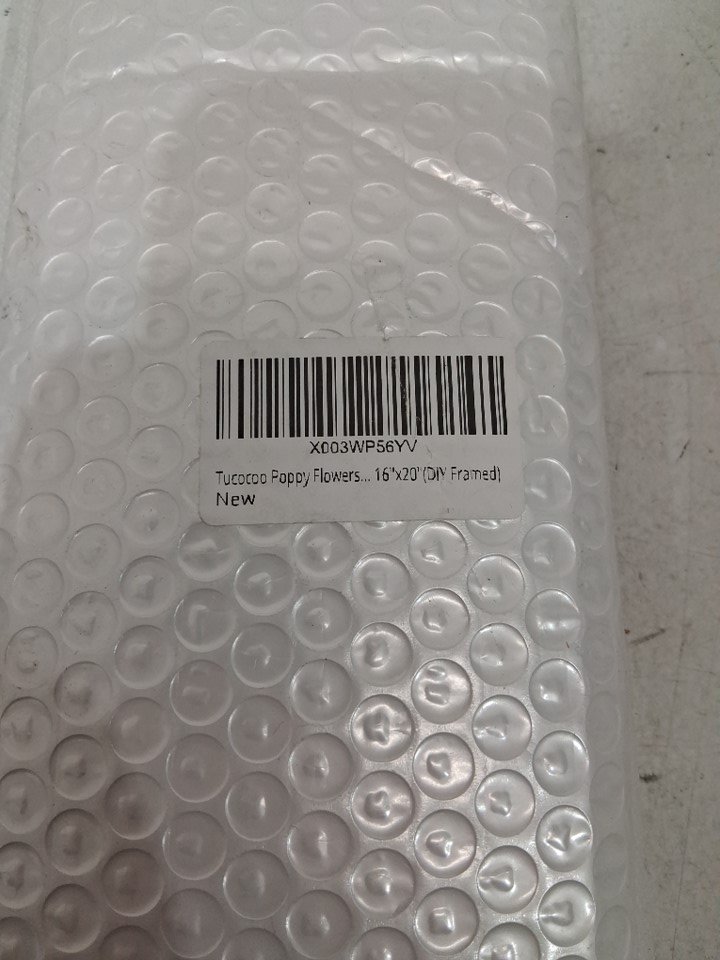 X003WP56YV
Tucocoo Poppy Flowers... 16"x20"(DIY Framed)
New